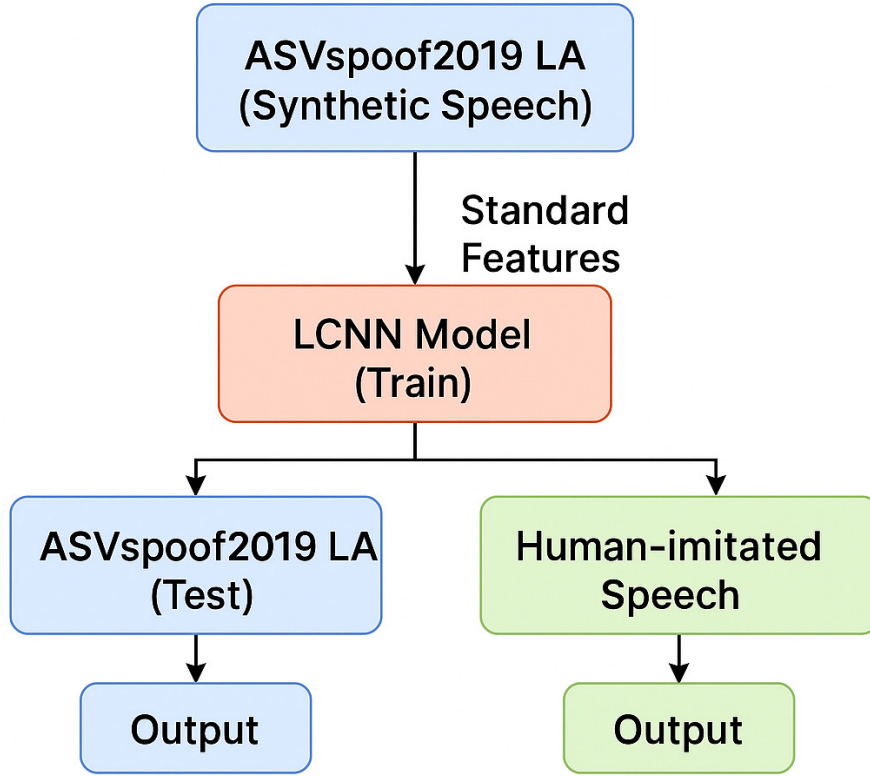 ASVspoof2019 LA
(Synthetic Speech)
Standard
Features
LCNN Model
(Train)
ASVspoof2019 LA
(Test)
Human-imitated
Speech
Output
Output